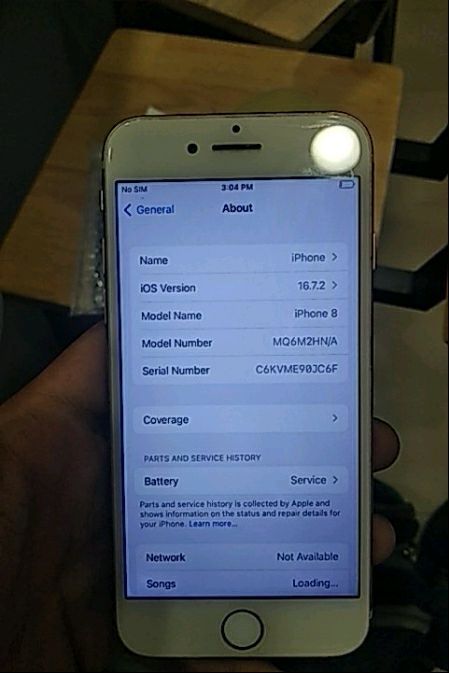 No SIM 3:04 PM
General About
Name iPhone
iOS Version 16.7.2
Model Name iPhone 8
Model Number MQ6M2HN/A
Serial Number C6KVME90JC6F
Coverage
PARTS AND SERVICE HISTORY
Battery Service
Parts and service history is collected by Apple and
shows information on the status and repair details for
your iPhone. Learn more...
Network Not Available
Songs Loading...